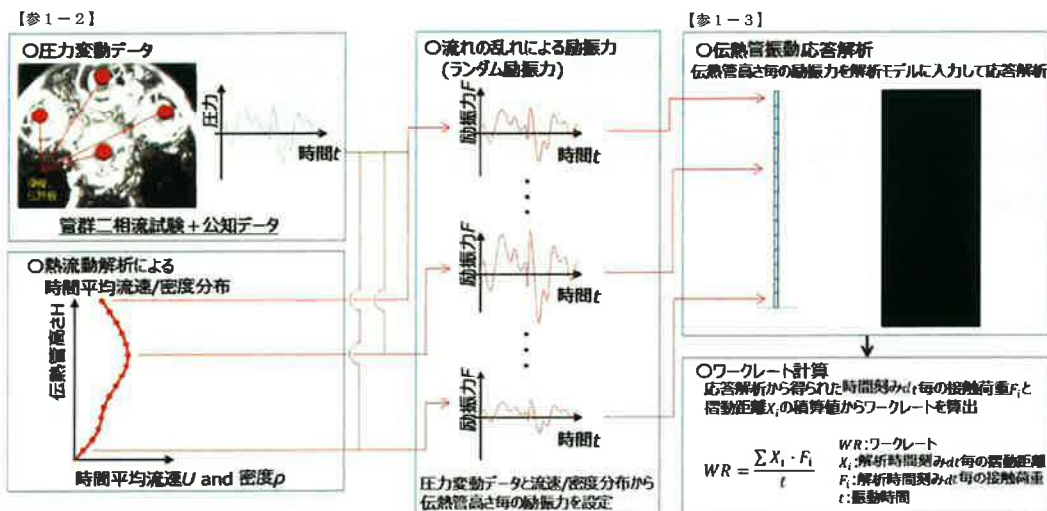 【参1-2】
○圧力変動データ
圧力
時間t
管群二相流試験+公知データ
○熱流動解析による
時間平均流速/密度分布
伝熱管高さH
時間平均流速U and 密度ρ
○流れの乱れによる励振力
(ランダム励振力)
励振力F
時間t
励振力F
時間t
励振力F
時間t
圧力変動データと流速/密度分布から
伝熱管高さ毎の励振力を設定
【参1-3】
○伝熱管振動応答解析
伝熱管高さ毎の励振力を解析モデルに入力して応答解析
○ワークレート計算
応答解析から得られた時間刻みdt毎の接触荷重Fiと
摺動距離Xiの積算値からワークレートを算出
WR = ∑ Xi · Fi / t
WR:ワークレート
Xi:解析時間刻みdt毎の摺動距離
Fi:解析時間刻みdt毎の接触荷重
t:振動時間